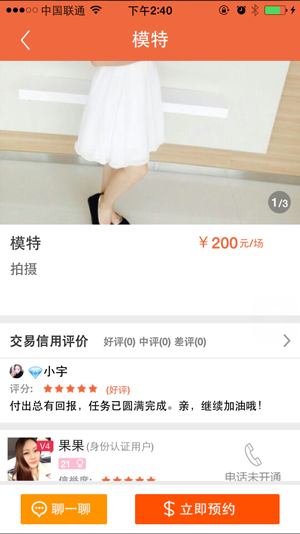 中国联通 下午2:40
模特
1/3
模特 ￥200元/场
拍摄
交易信用评价 好评(0) 中评(0) 差评(0)
小字
评分: (好评)
付出总有回报，任务已圆满完成。亲，继续加油哦！
V4 果果(身份认证用户)
21
信誉度: 电话未开通
聊一聊 立即预约